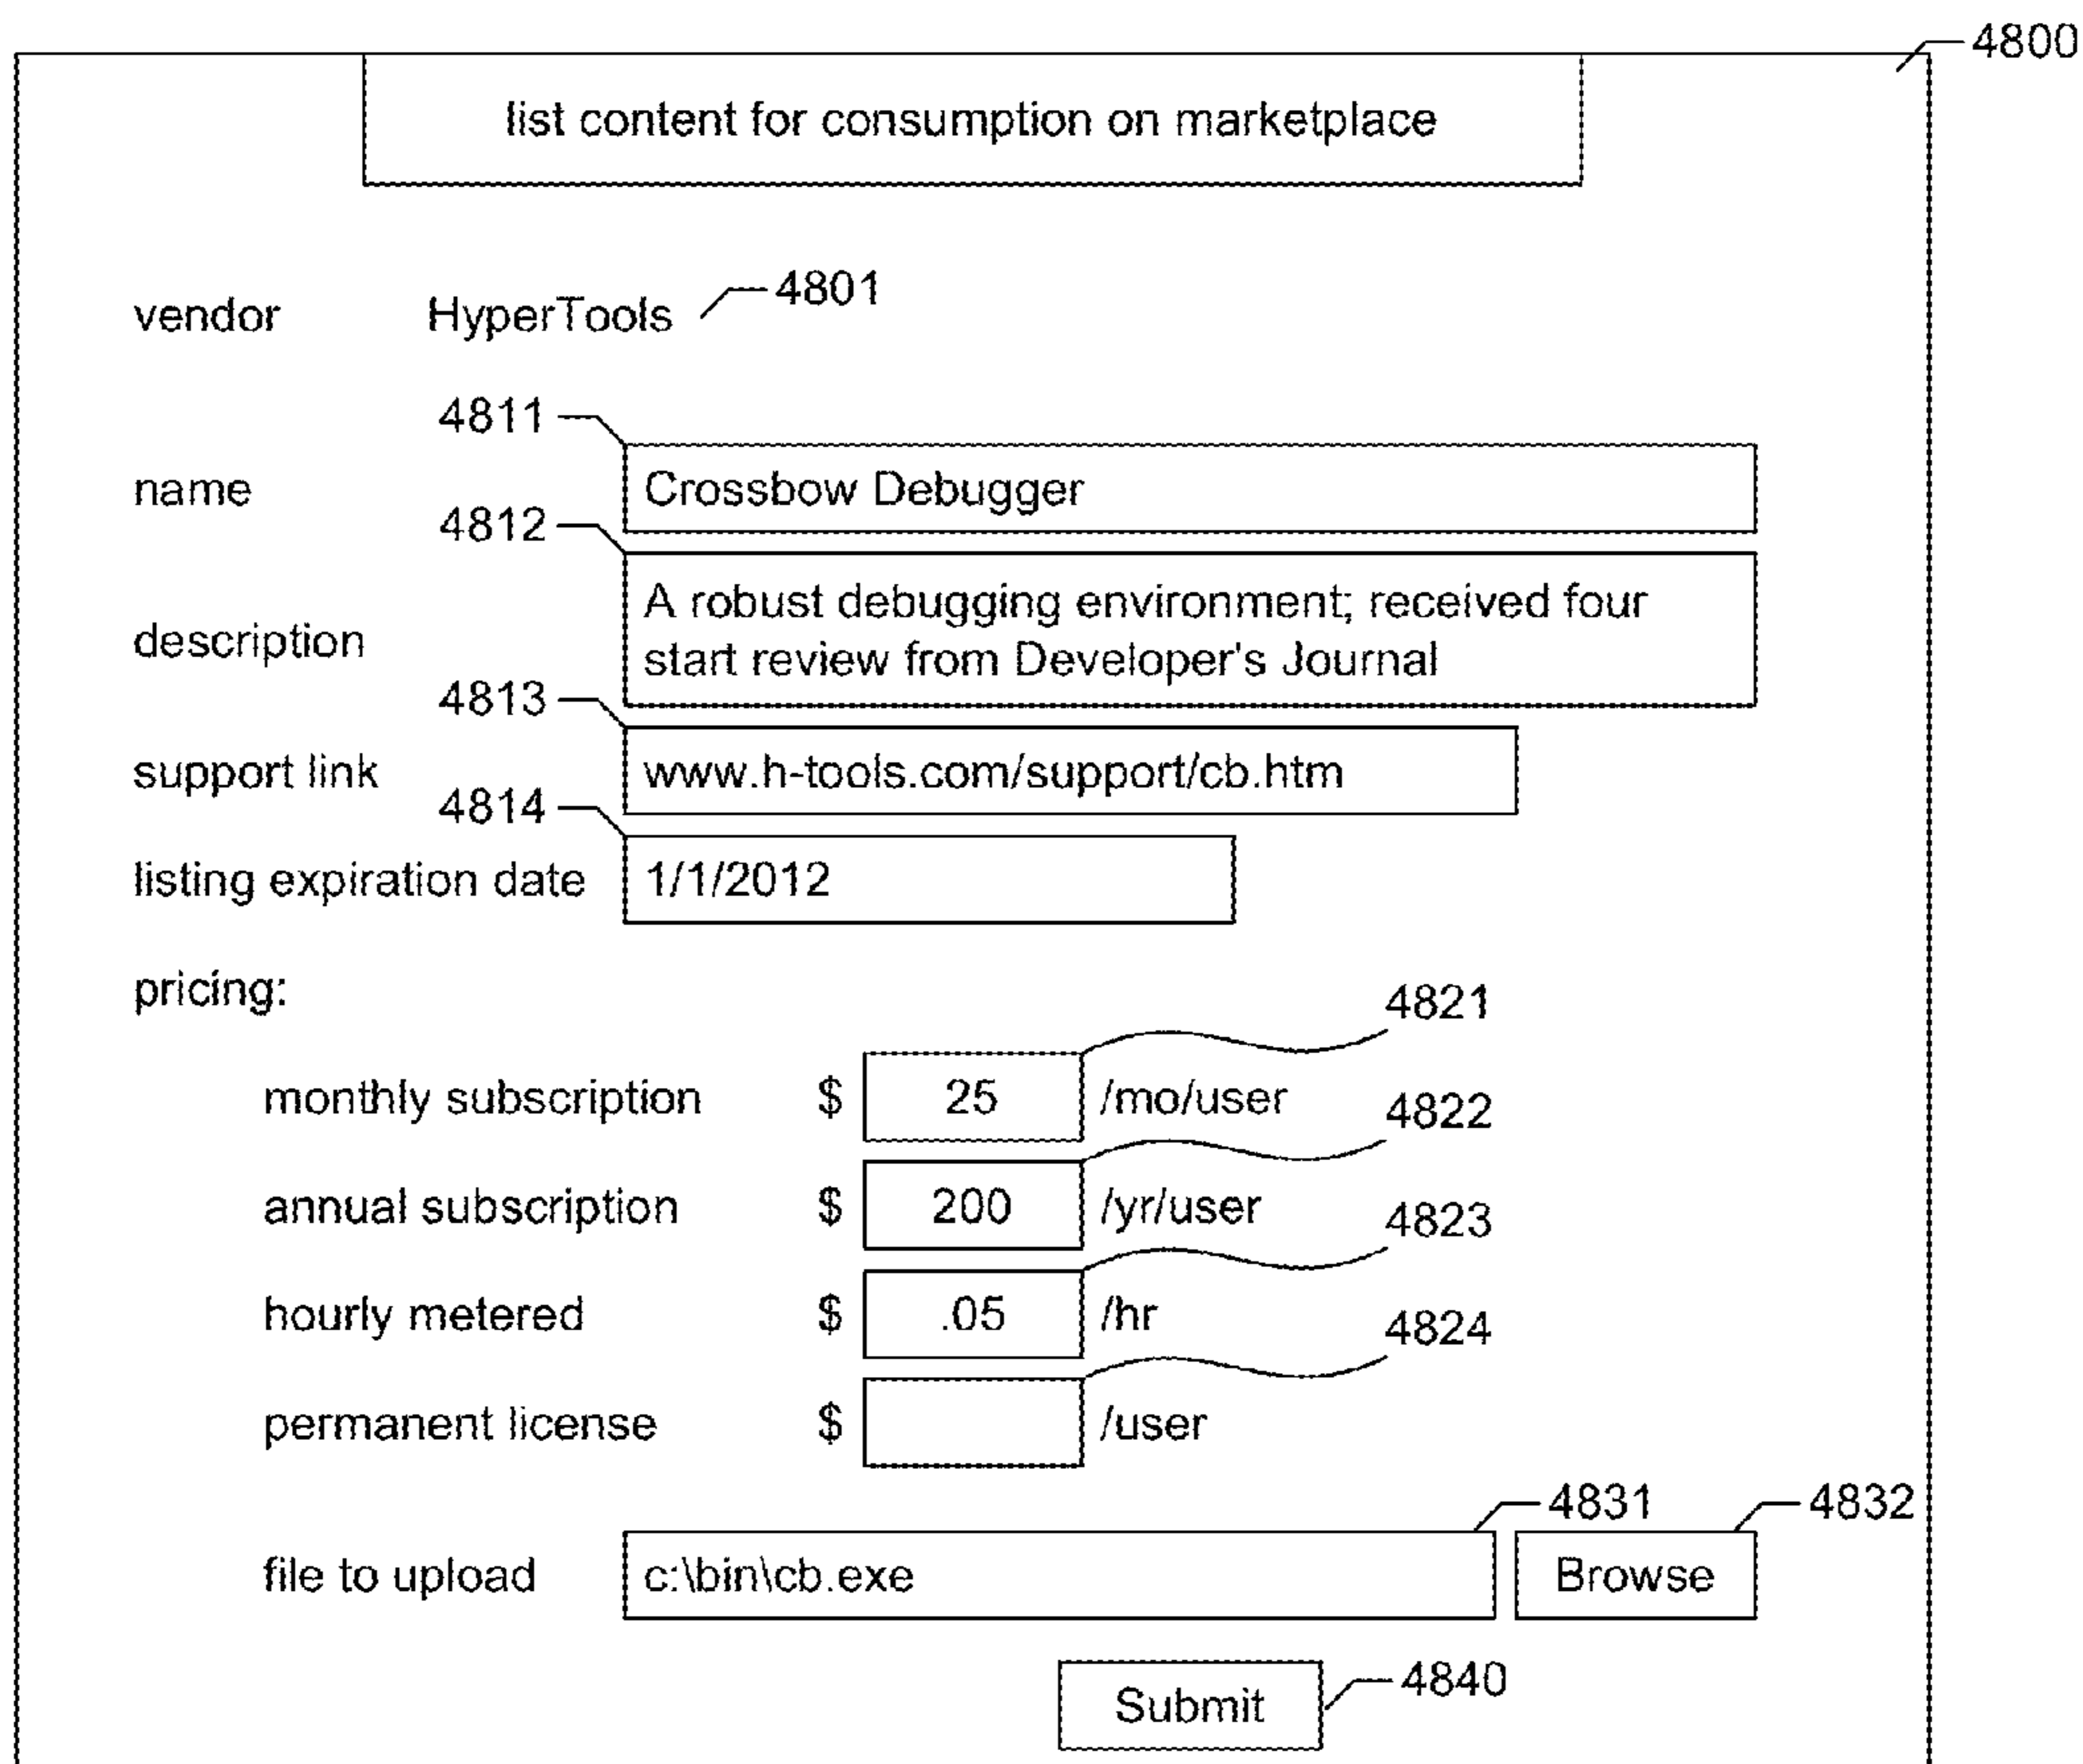 4800
list content for consumption on marketplace
vendor HyperTools 4801
4811
name Crossbow Debugger
4812
description A robust debugging environment; received four
start review from Developer's Journal
4813
support link www.h-tools.com/support/cb.htm
4814
listing expiration date 1/1/2012
pricing:
4821
monthly subscription $ 25 /mo/user
4822
annual subscription $ 200 /yr/user
4823
hourly metered $ .05 /hr
4824
permanent license $ /user
4831 4832
file to upload c:\bin\cb.exe Browse
Submit 4840